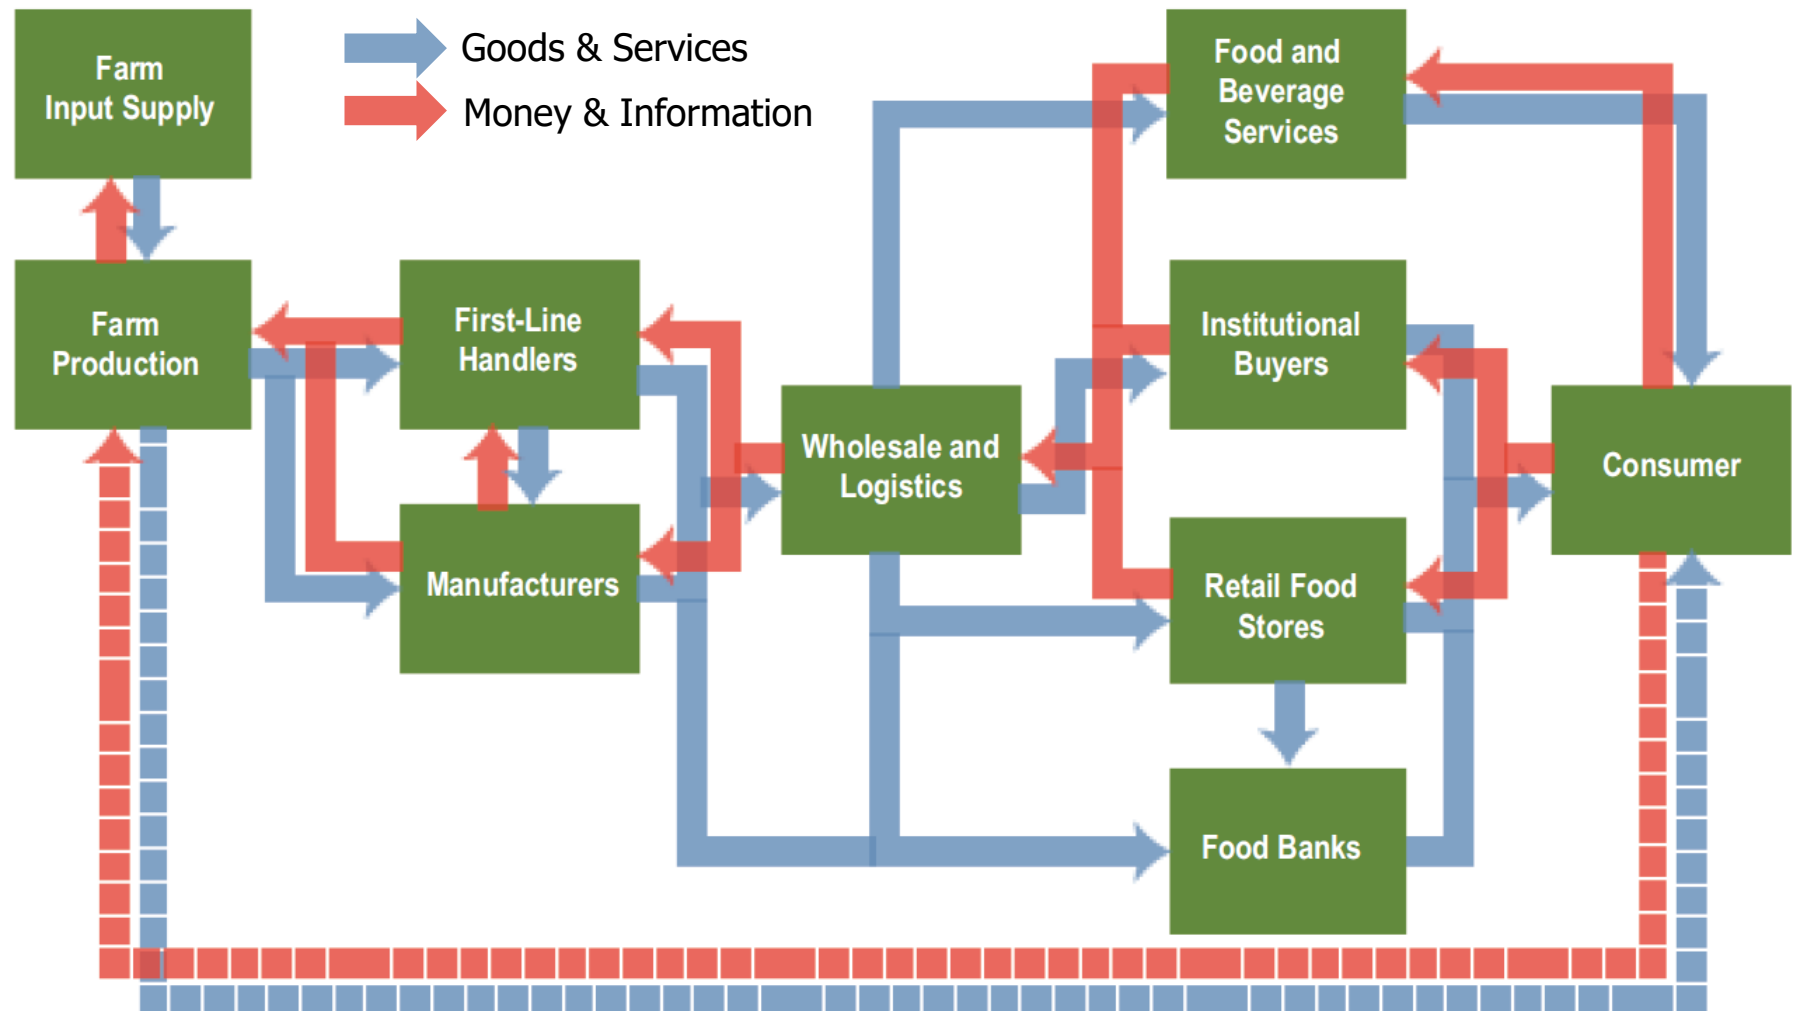 Farm
Input Supply
Goods & Services
Money & Information
Food and
Beverage
Services
Farm
Production
First-Line
Handlers
Institutional
Buyers
Wholesale and
Logistics
Consumer
Manufacturers
Retail Food
Stores
Food Banks